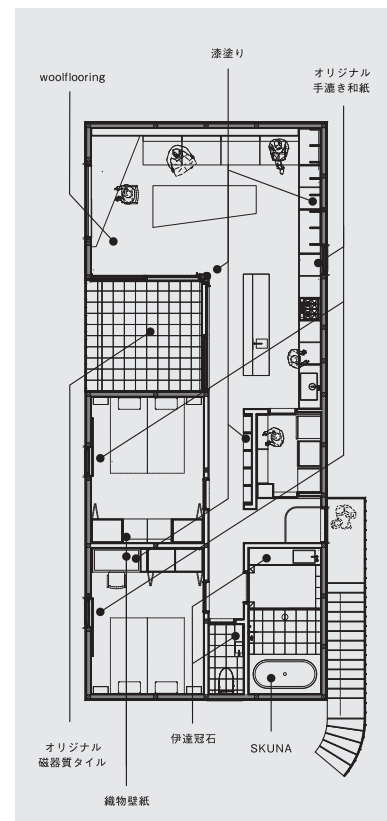 漆塗り
woolflooring
オリジナル
手漉き和紙
オリジナル
磁器質タイル
伊達冠石
SKUNA
織物壁紙